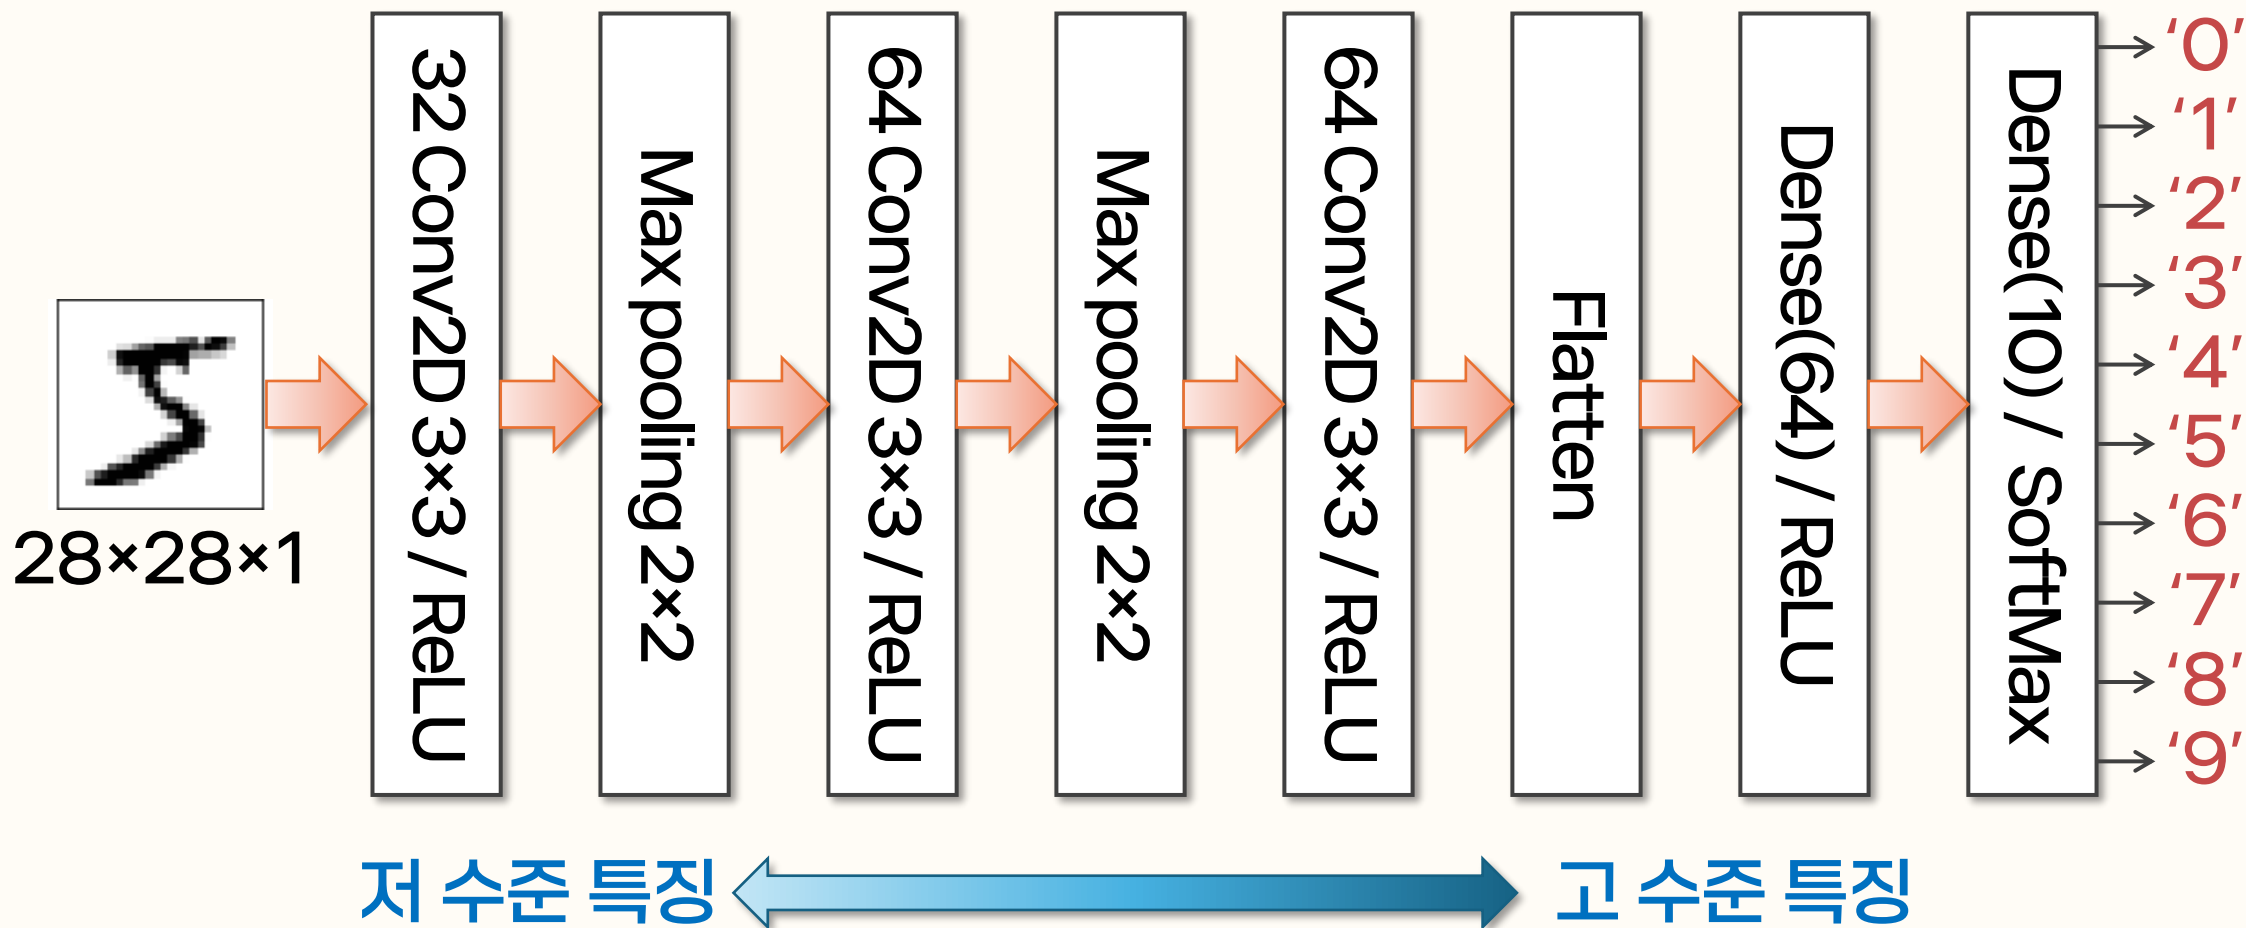 28×28×1
32 Conv2D 3×3 / ReLU
Max pooling 2×2
64 Conv2D 3×3 / ReLU
Max pooling 2×2
64 Conv2D 3×3 / ReLU
Flatten
Dense(64) / ReLU
Dense(10) / SoftMax
‘0’
‘1’
‘2’
‘3’
‘4’
‘5’
‘6’
‘7’
‘8’
‘9’
저 수준 특징
고 수준 특징